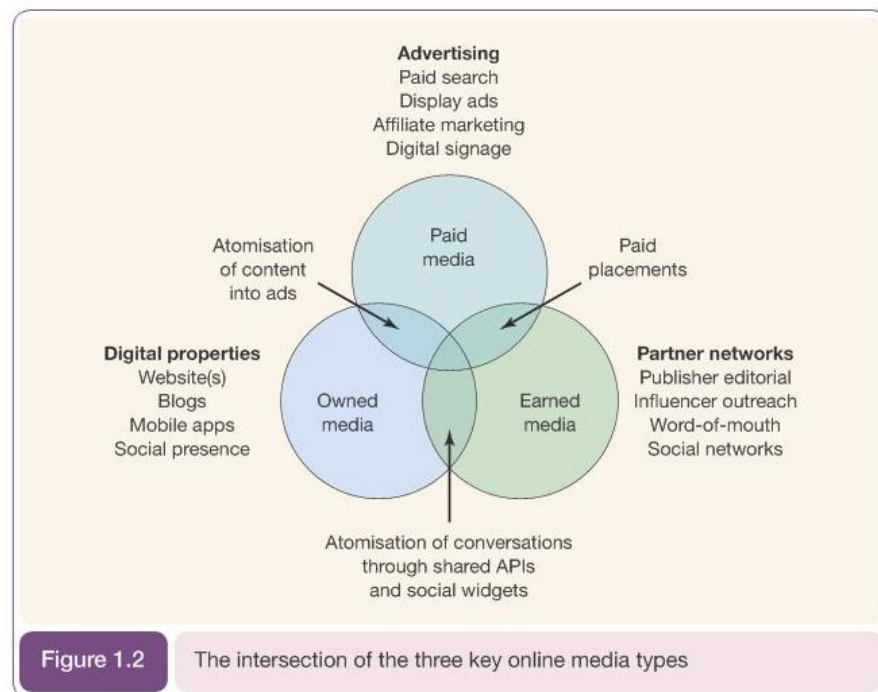 Advertising
Paid search
Display ads
Affiliate marketing
Digital signage
Paid
media
Atomisation
of content
into ads
Paid
placements
Digital properties
Website(s)
Blogs
Mobile apps
Social presence
Owned
media
Earned
media
Partner networks
Publisher editorial
Influencer outreach
Word-of-mouth
Social networks
Atomisation of conversations
through shared APIs
and social widgets
Figure 1.2
The intersection of the three key online media types